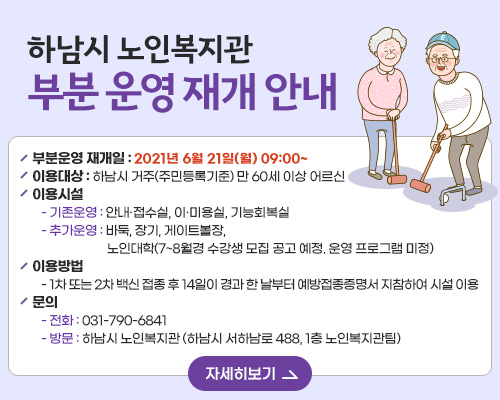 하남시 노인복지관
부분 운영 재개 안내
부분운영 재개일 : 2021년 6월 21일(월) 09:00~
이용대상 : 하남시 거주(주민등록기준) 만 60세 이상 어르신
이용시설
- 기존운영 : 안내·접수실, 이·미용실, 기능회복실
- 추가운영 : 바둑, 장기, 게이트볼장,
노인대학(7~8월경 수강생 모집 공고 예정. 운영 프로그램 미정)
이용방법
- 1차 또는 2차 백신 접종 후 14일이 경과 한 날부터 예방접종증명서 지참하여 시설 이용
문의
- 전화 : 031-790-6841
- 방문 : 하남시 노인복지관 (하남시 서하남로 488, 1층 노인복지관팀)
자세히보기